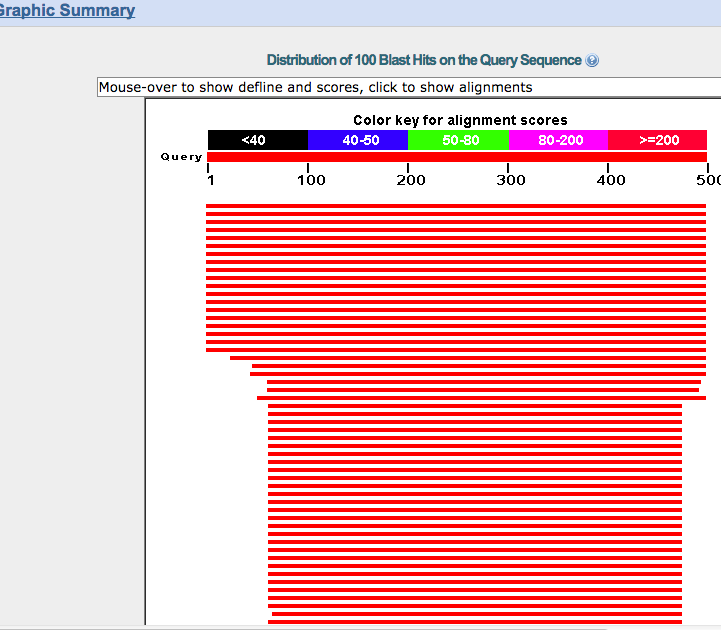 Graphic Summary
Distribution of 100 Blast Hits on the Query Sequence ?
Mouse-over to show defline and scores, click to show alignments
Color key for alignment scores
<40 40-50 50-80 80-200 >=200
Query
1 100 200 300 400 500